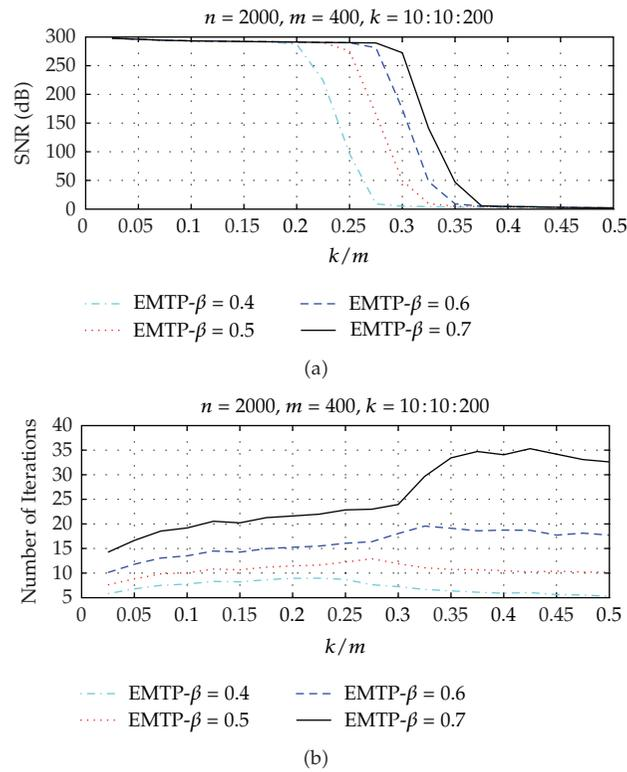 n = 2000, m = 400, k = 10:10:200
300
250
200
150
100
50
0
SNR (dB)
0 0.05 0.1 0.15 0.2 0.25 0.3 0.35 0.4 0.45 0.5
k/m
EMTP-β = 0.4
EMTP-β = 0.5
EMTP-β = 0.6
EMTP-β = 0.7
(a)
n = 2000, m = 400, k = 10:10:200
40
35
30
25
20
15
10
5
Number of Iterations
0 0.05 0.1 0.15 0.2 0.25 0.3 0.35 0.4 0.45 0.5
k/m
EMTP-β = 0.4
EMTP-β = 0.5
EMTP-β = 0.6
EMTP-β = 0.7
(b)